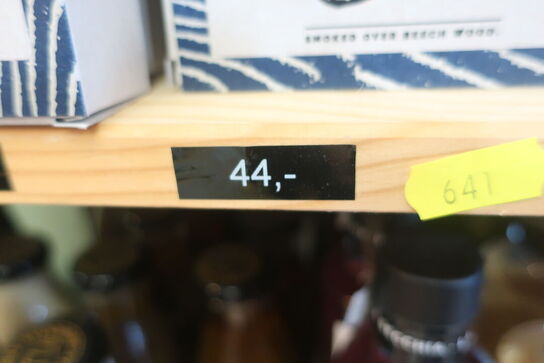 SMOKED OVER BEECH WOOD.
44,-
641